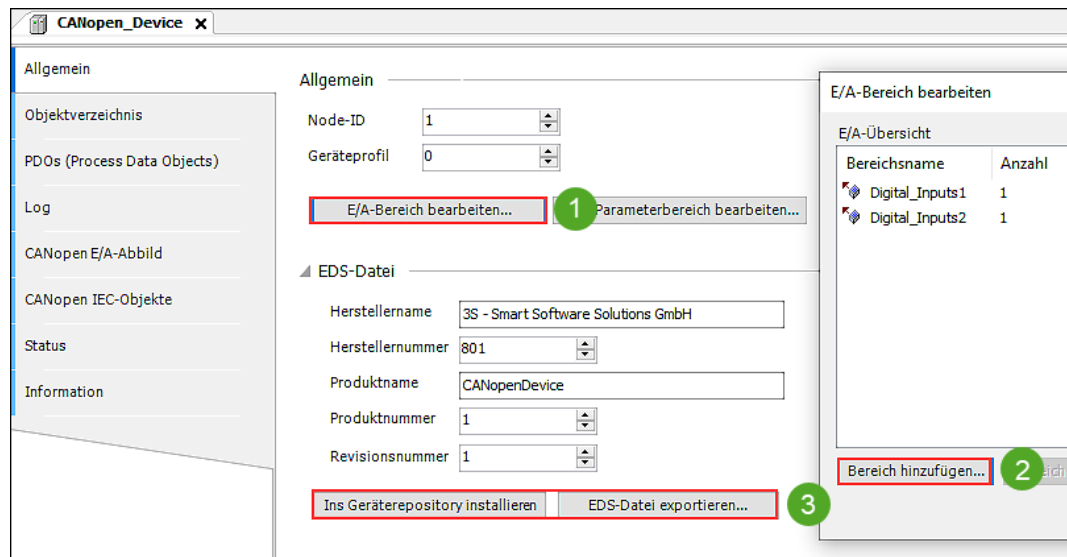 CANopen_Device
Allgemein
Objektverzeichnis
PDOs (Process Data Objects)
Log
CANopen E/A-Abbild
CANopen IEC-Objekte
Status
Information
Allgemein
Node-ID 1
Geräteprofil 0
E/A-Bereich bearbeiten... 1 Parameterbereich bearbeiten...
EDS-Datei
Herstellername 3S - Smart Software Solutions GmbH
Herstellernummer 801
Produktname CANopenDevice
Produktnummer 1
Revisionsnummer 1
Ins Geräterepository installieren EDS-Datei exportieren... 3
E/A-Bereich bearbeiten
E/A-Übersicht
Bereichsname Anzahl
Digital_Inputs1 1
Digital_Inputs2 1
Bereich hinzufügen... 2